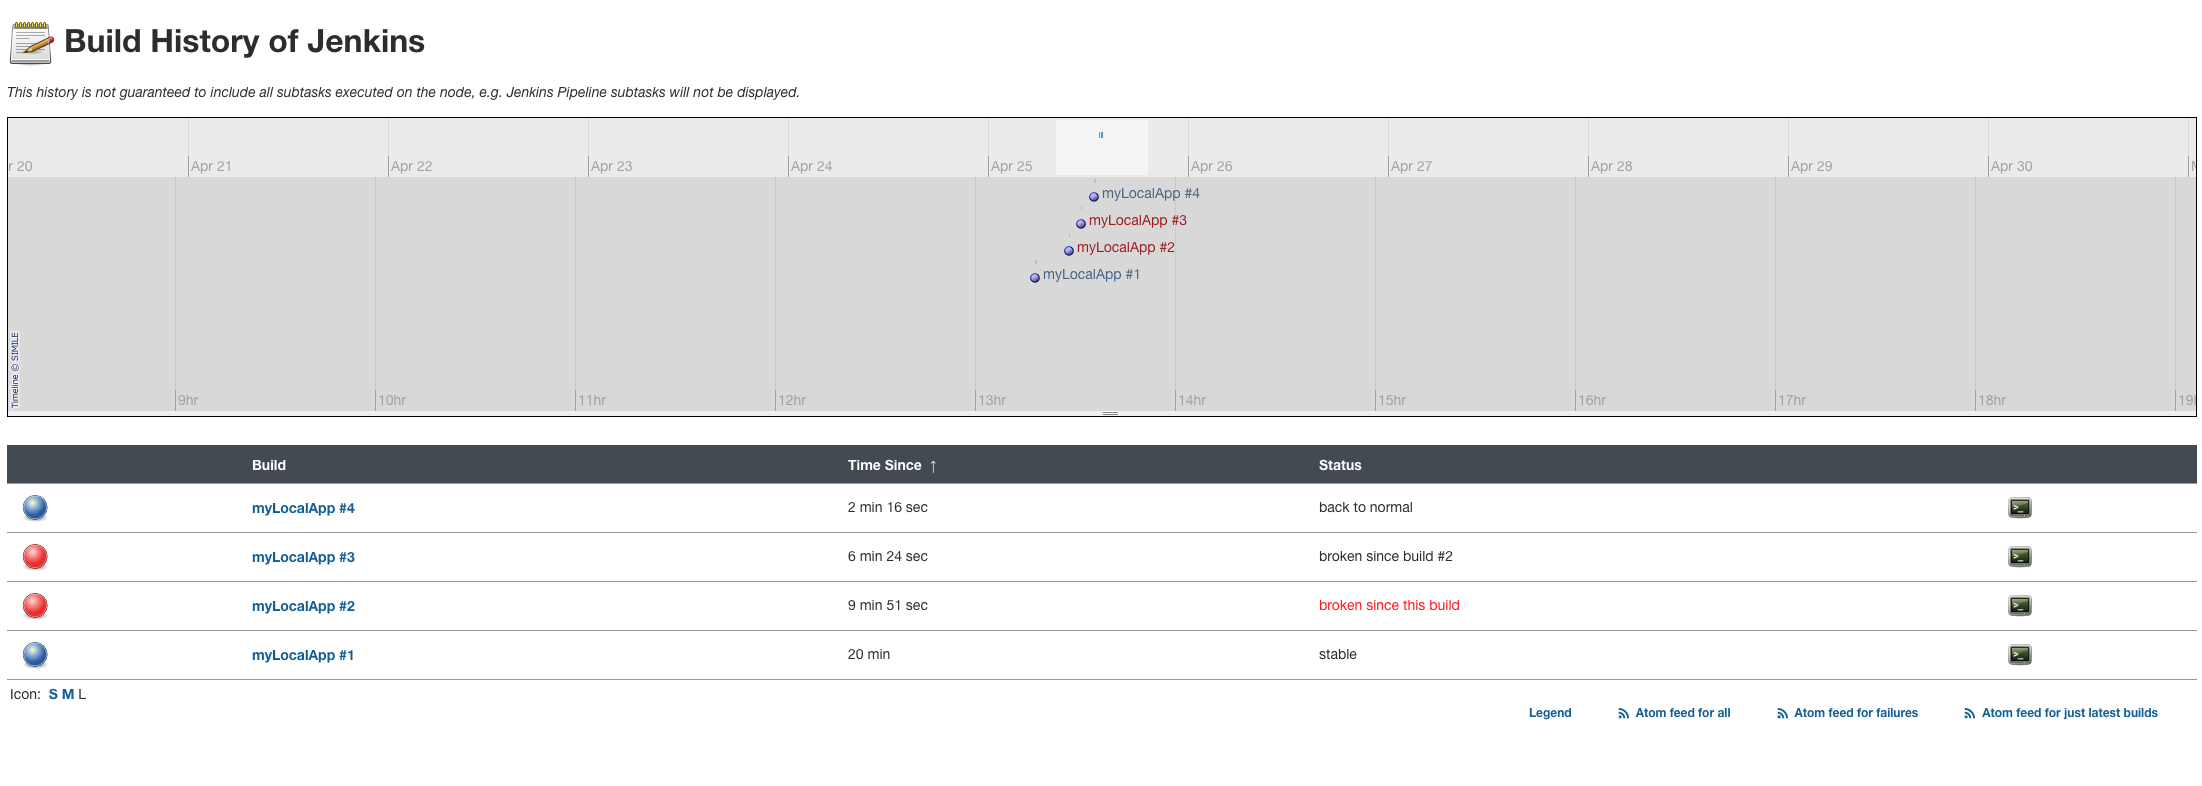 Build History of Jenkins
This history is not guaranteed to include all subtasks executed on the node, e.g. Jenkins Pipeline subtasks will not be displayed.
r 20 Apr 21 Apr 22 Apr 23 Apr 24 Apr 25 Apr 26 Apr 27 Apr 28 Apr 29 Apr 30
myLocalApp #4
myLocalApp #3
myLocalApp #2
myLocalApp #1
Timeline © SIMILE
9hr 10hr 11hr 12hr 13hr 14hr 15hr 16hr 17hr 18hr 19
Build Time Since ↑ Status
myLocalApp #4 2 min 16 sec back to normal
myLocalApp #3 6 min 24 sec broken since build #2
myLocalApp #2 9 min 51 sec broken since this build
myLocalApp #1 20 min stable
Icon: S M L
Legend Atom feed for all Atom feed for failures Atom feed for just latest builds